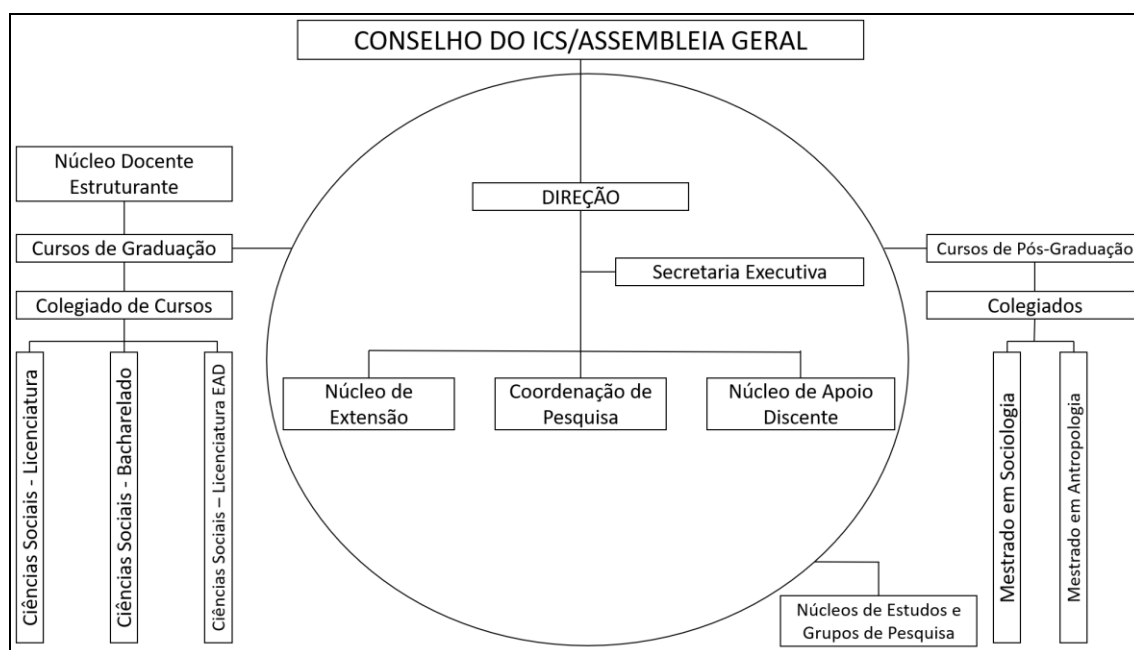 CONSELHO DO ICS/ASSEMBLEIA GERAL
Núcleo Docente
Estruturante
DIREÇÃO
Cursos de Graduação
Cursos de Pós-Graduação
Secretaria Executiva
Colegiado de Cursos
Colegiados
Ciências Sociais - Licenciatura
Ciências Sociais - Bacharelado
Ciências Sociais – Licenciatura EAD
Núcleo de
Extensão
Coordenação de
Pesquisa
Núcleo de Apoio
Discente
Mestrado em Sociologia
Mestrado em Antropologia
Núcleos de Estudos e
Grupos de Pesquisa